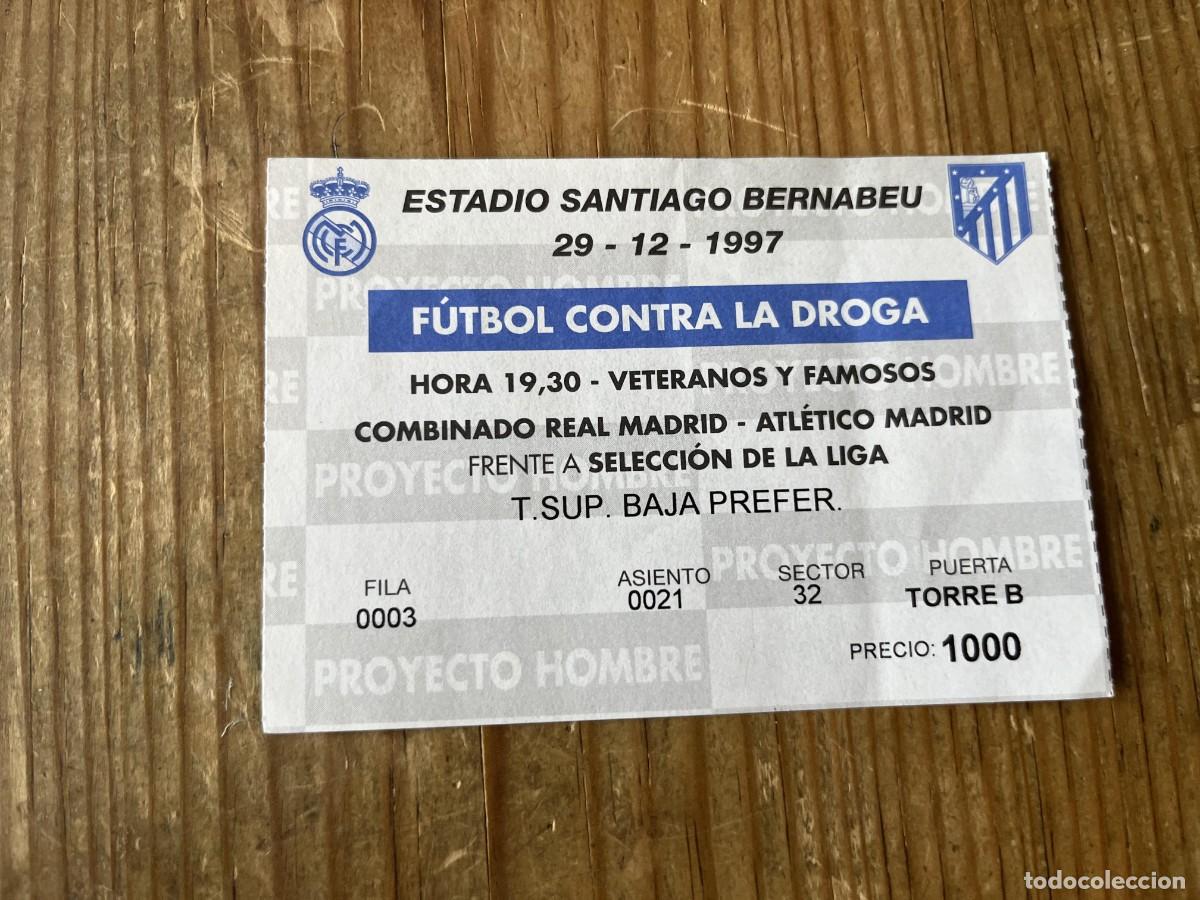 ESTADIO SANTIAGO BERNABEU
29 - 12 - 1997
FÚTBOL CONTRA LA DROGA
HORA 19,30 - VETERANOS Y FAMOSOS
COMBINADO REAL MADRID - ATLÉTICO MADRID
FRENTE A SELECCIÓN DE LA LIGA
T.SUP. BAJA PREFER.
FILA ASIENTO SECTOR PUERTA
0003 0021 32 TORRE B
PRECIO: 1000
PROYECTO HOMBRE
todocoleccion